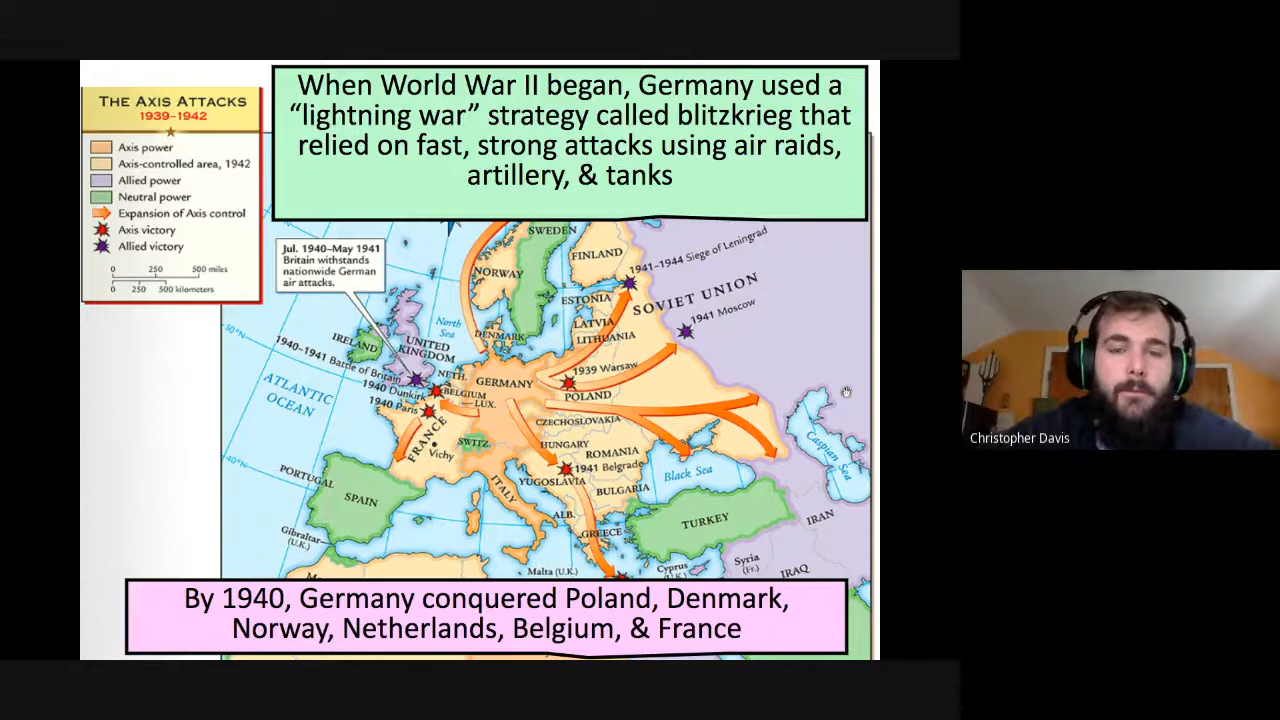 When World War II began, Germany used a
“lightning war” strategy called blitzkrieg that
relied on fast, strong attacks using air raids,
artillery, & tanks
THE AXIS ATTACKS
1939–1942
Axis power
Axis-controlled area, 1942
Allied power
Neutral power
Expansion of Axis control
Axis victory
Allied victory
0 250 500 miles
0 250 500 kilometers
Jul. 1940–May 1941
Britain withstands
nationwide German
air attacks.
SWEDEN
FINLAND
NORWAY
1941–1944 Siege of Leningrad
ESTONIA
SOVIET UNION
1941 Moscow
North
Sea
LATVIA
LITHUANIA
DENMARK
50°N
IRELAND
UNITED
KINGDOM
1940–1941 Battle of Britain
NETH.
GERMANY
1939 Warsaw
POLAND
1940 Dunkirk
BELGIUM
LUX.
1940 Paris
ATLANTIC
OCEAN
FRANCE
Vichy
SWITZ.
CZECHOSLOVAKIA
HUNGARY
ROMANIA
1941 Belgrade
YUGOSLAVIA
Black Sea
Caspian
Sea
40°N
PORTUGAL
SPAIN
ITALY
BULGARIA
ALB.
GREECE
TURKEY
IRAN
Gibraltar
(U.K.)
Malta (U.K.)
Cyprus
(U.K.)
Syria
(Fr.)
IRAQ
By 1940, Germany conquered Poland, Denmark,
Norway, Netherlands, Belgium, & France
Christopher Davis